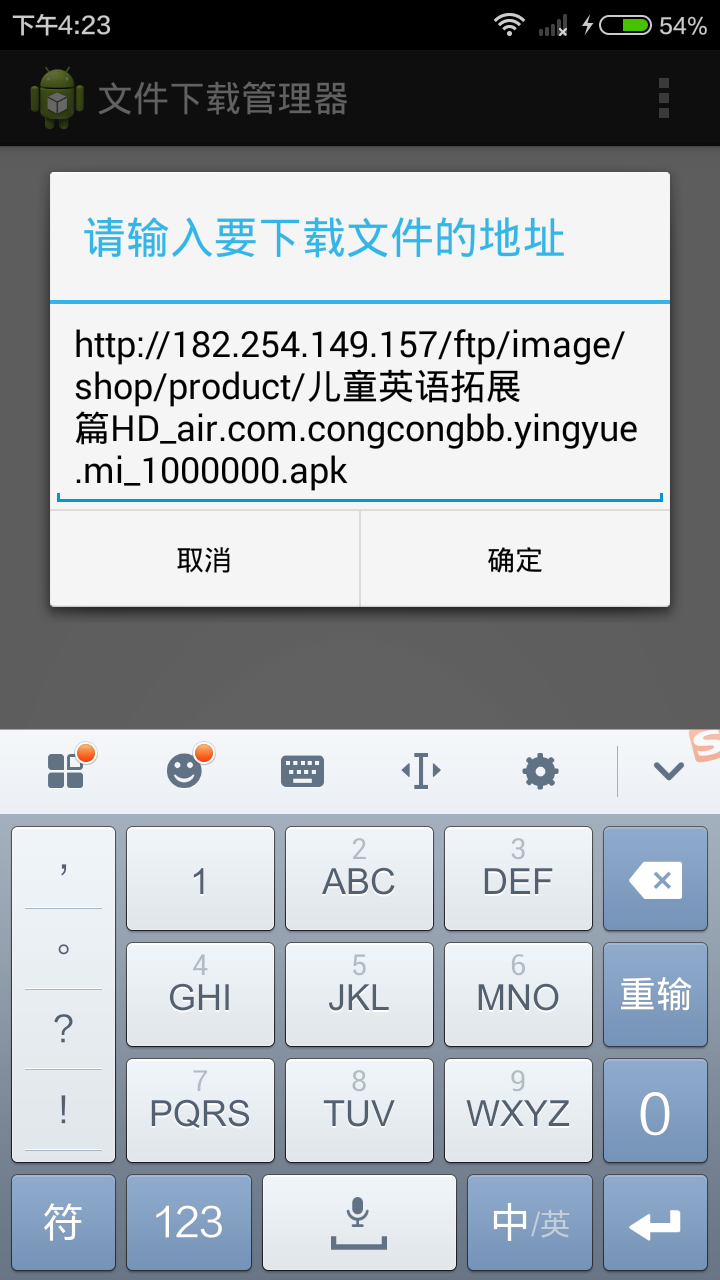 下午4:23
54%
文件下载管理器
请输入要下载文件的地址
http://182.254.149.157/ftp/image/
shop/product/儿童英语拓展
篇HD_air.com.congcongbb.yingyue
.mi_1000000.apk
取消
确定
,
1
2
ABC
3
DEF
。
4
GHI
5
JKL
6
MNO
重输
?
!
7
PQRS
8
TUV
9
WXYZ
0
符
123
中/英